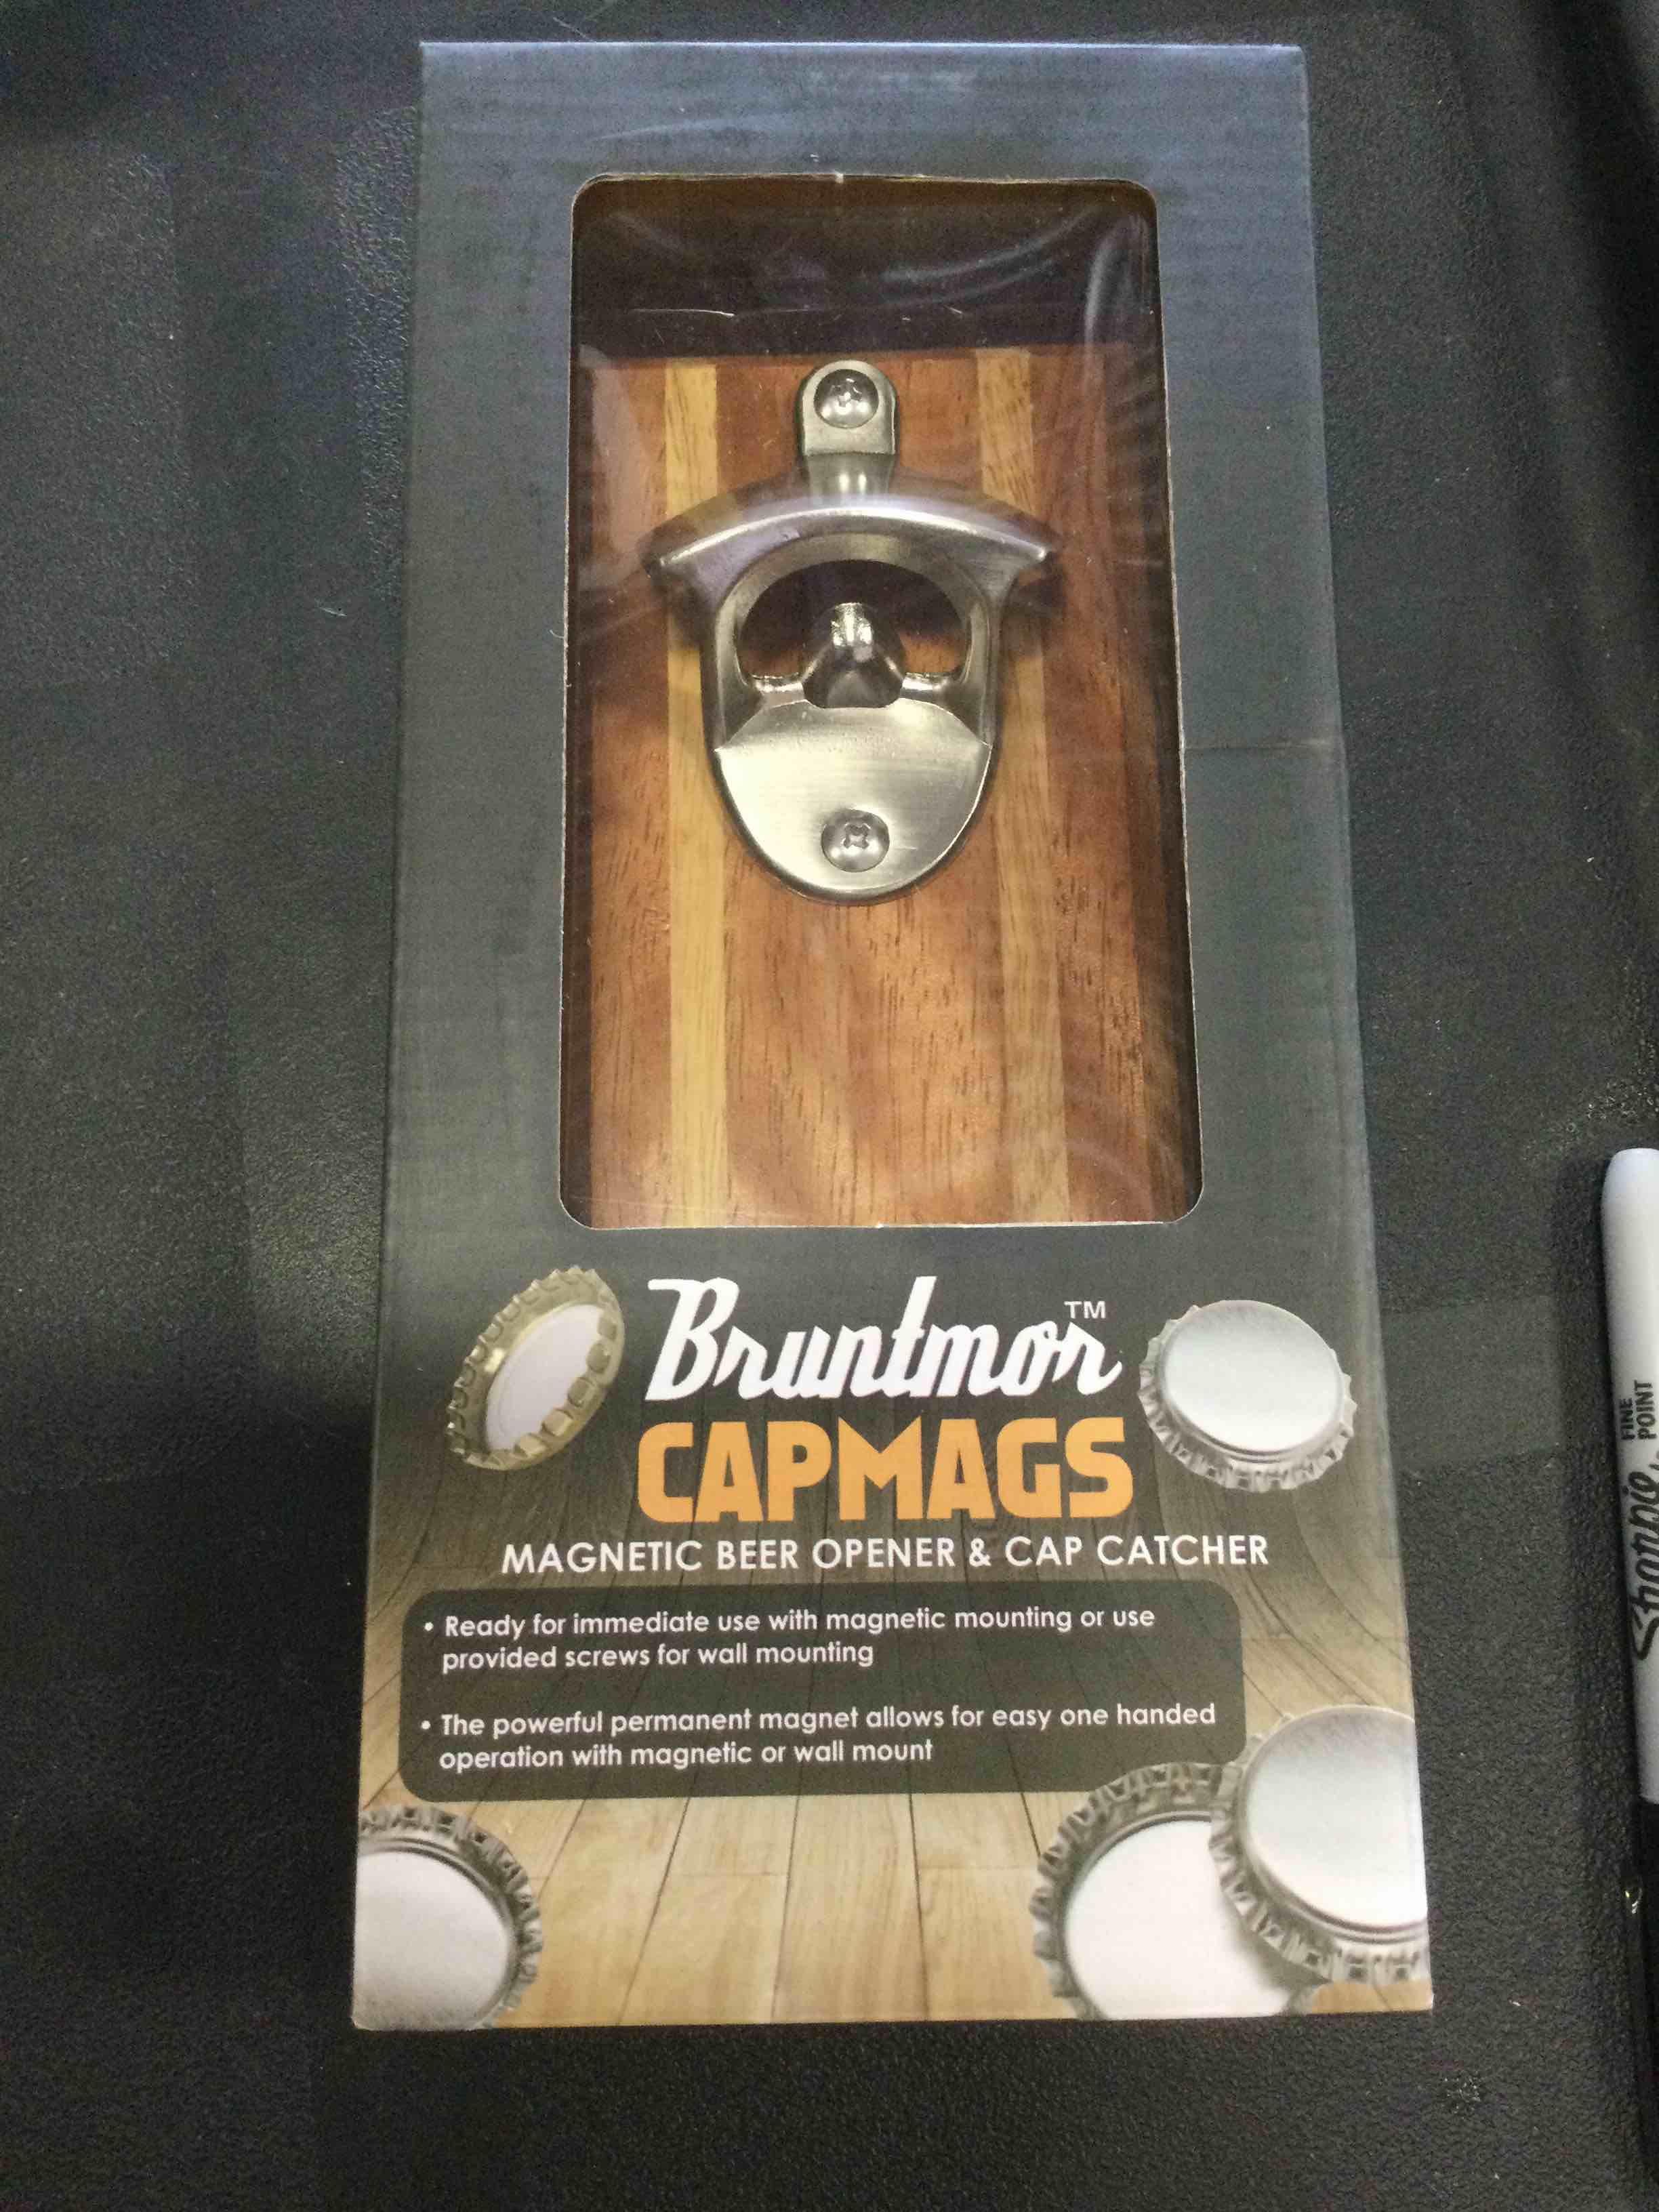 Bruntmor™
CAPMAGS
MAGNETIC BEER OPENER & CAP CATCHER
• Ready for immediate use with magnetic mounting or use
provided screws for wall mounting
• The powerful permanent magnet allows for easy one handed
operation with magnetic or wall mount
Sharpie
FINE
POINT